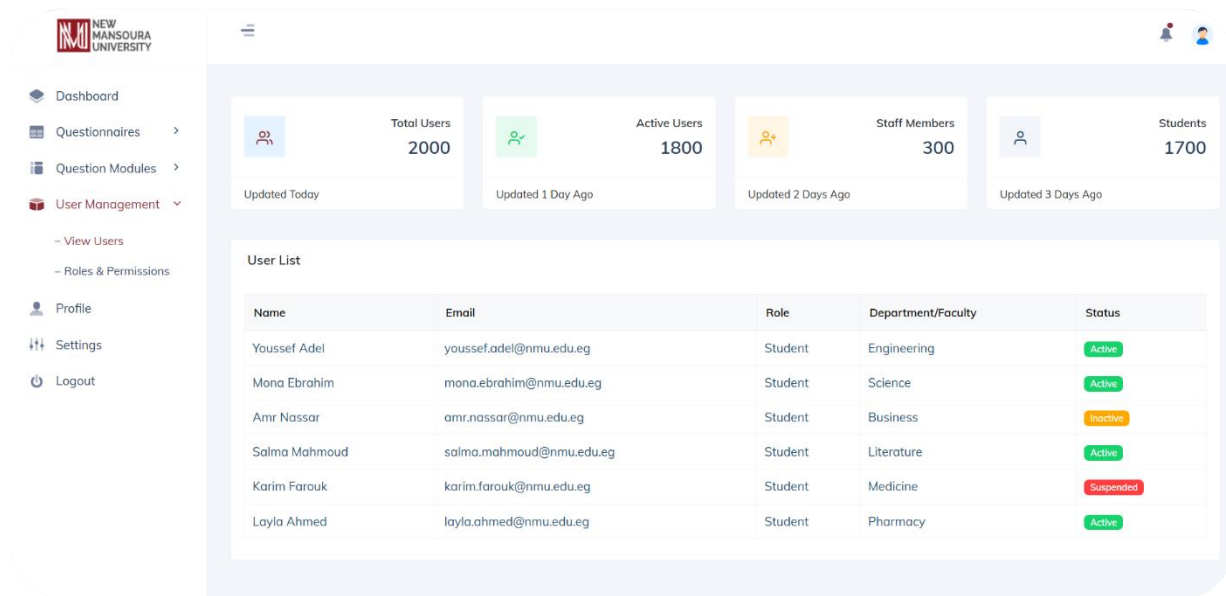 NEW
MANSOURA
UNIVERSITY
Dashboard
Questionnaires
Question Modules
User Management
– View Users
– Roles & Permissions
Profile
Settings
Logout
Total Users
2000
Updated Today
Active Users
1800
Updated 1 Day Ago
Staff Members
300
Updated 2 Days Ago
Students
1700
Updated 3 Days Ago
User List
Name Email Role Department/Faculty Status
Youssef Adel youssef.adel@nmu.edu.eg Student Engineering Active
Mona Ebrahim mona.ebrahim@nmu.edu.eg Student Science Active
Amr Nassar amr.nassar@nmu.edu.eg Student Business Inactive
Salma Mahmoud salma.mahmoud@nmu.edu.eg Student Literature Active
Karim Farouk karim.farouk@nmu.edu.eg Student Medicine Suspended
Layla Ahmed layla.ahmed@nmu.edu.eg Student Pharmacy Active